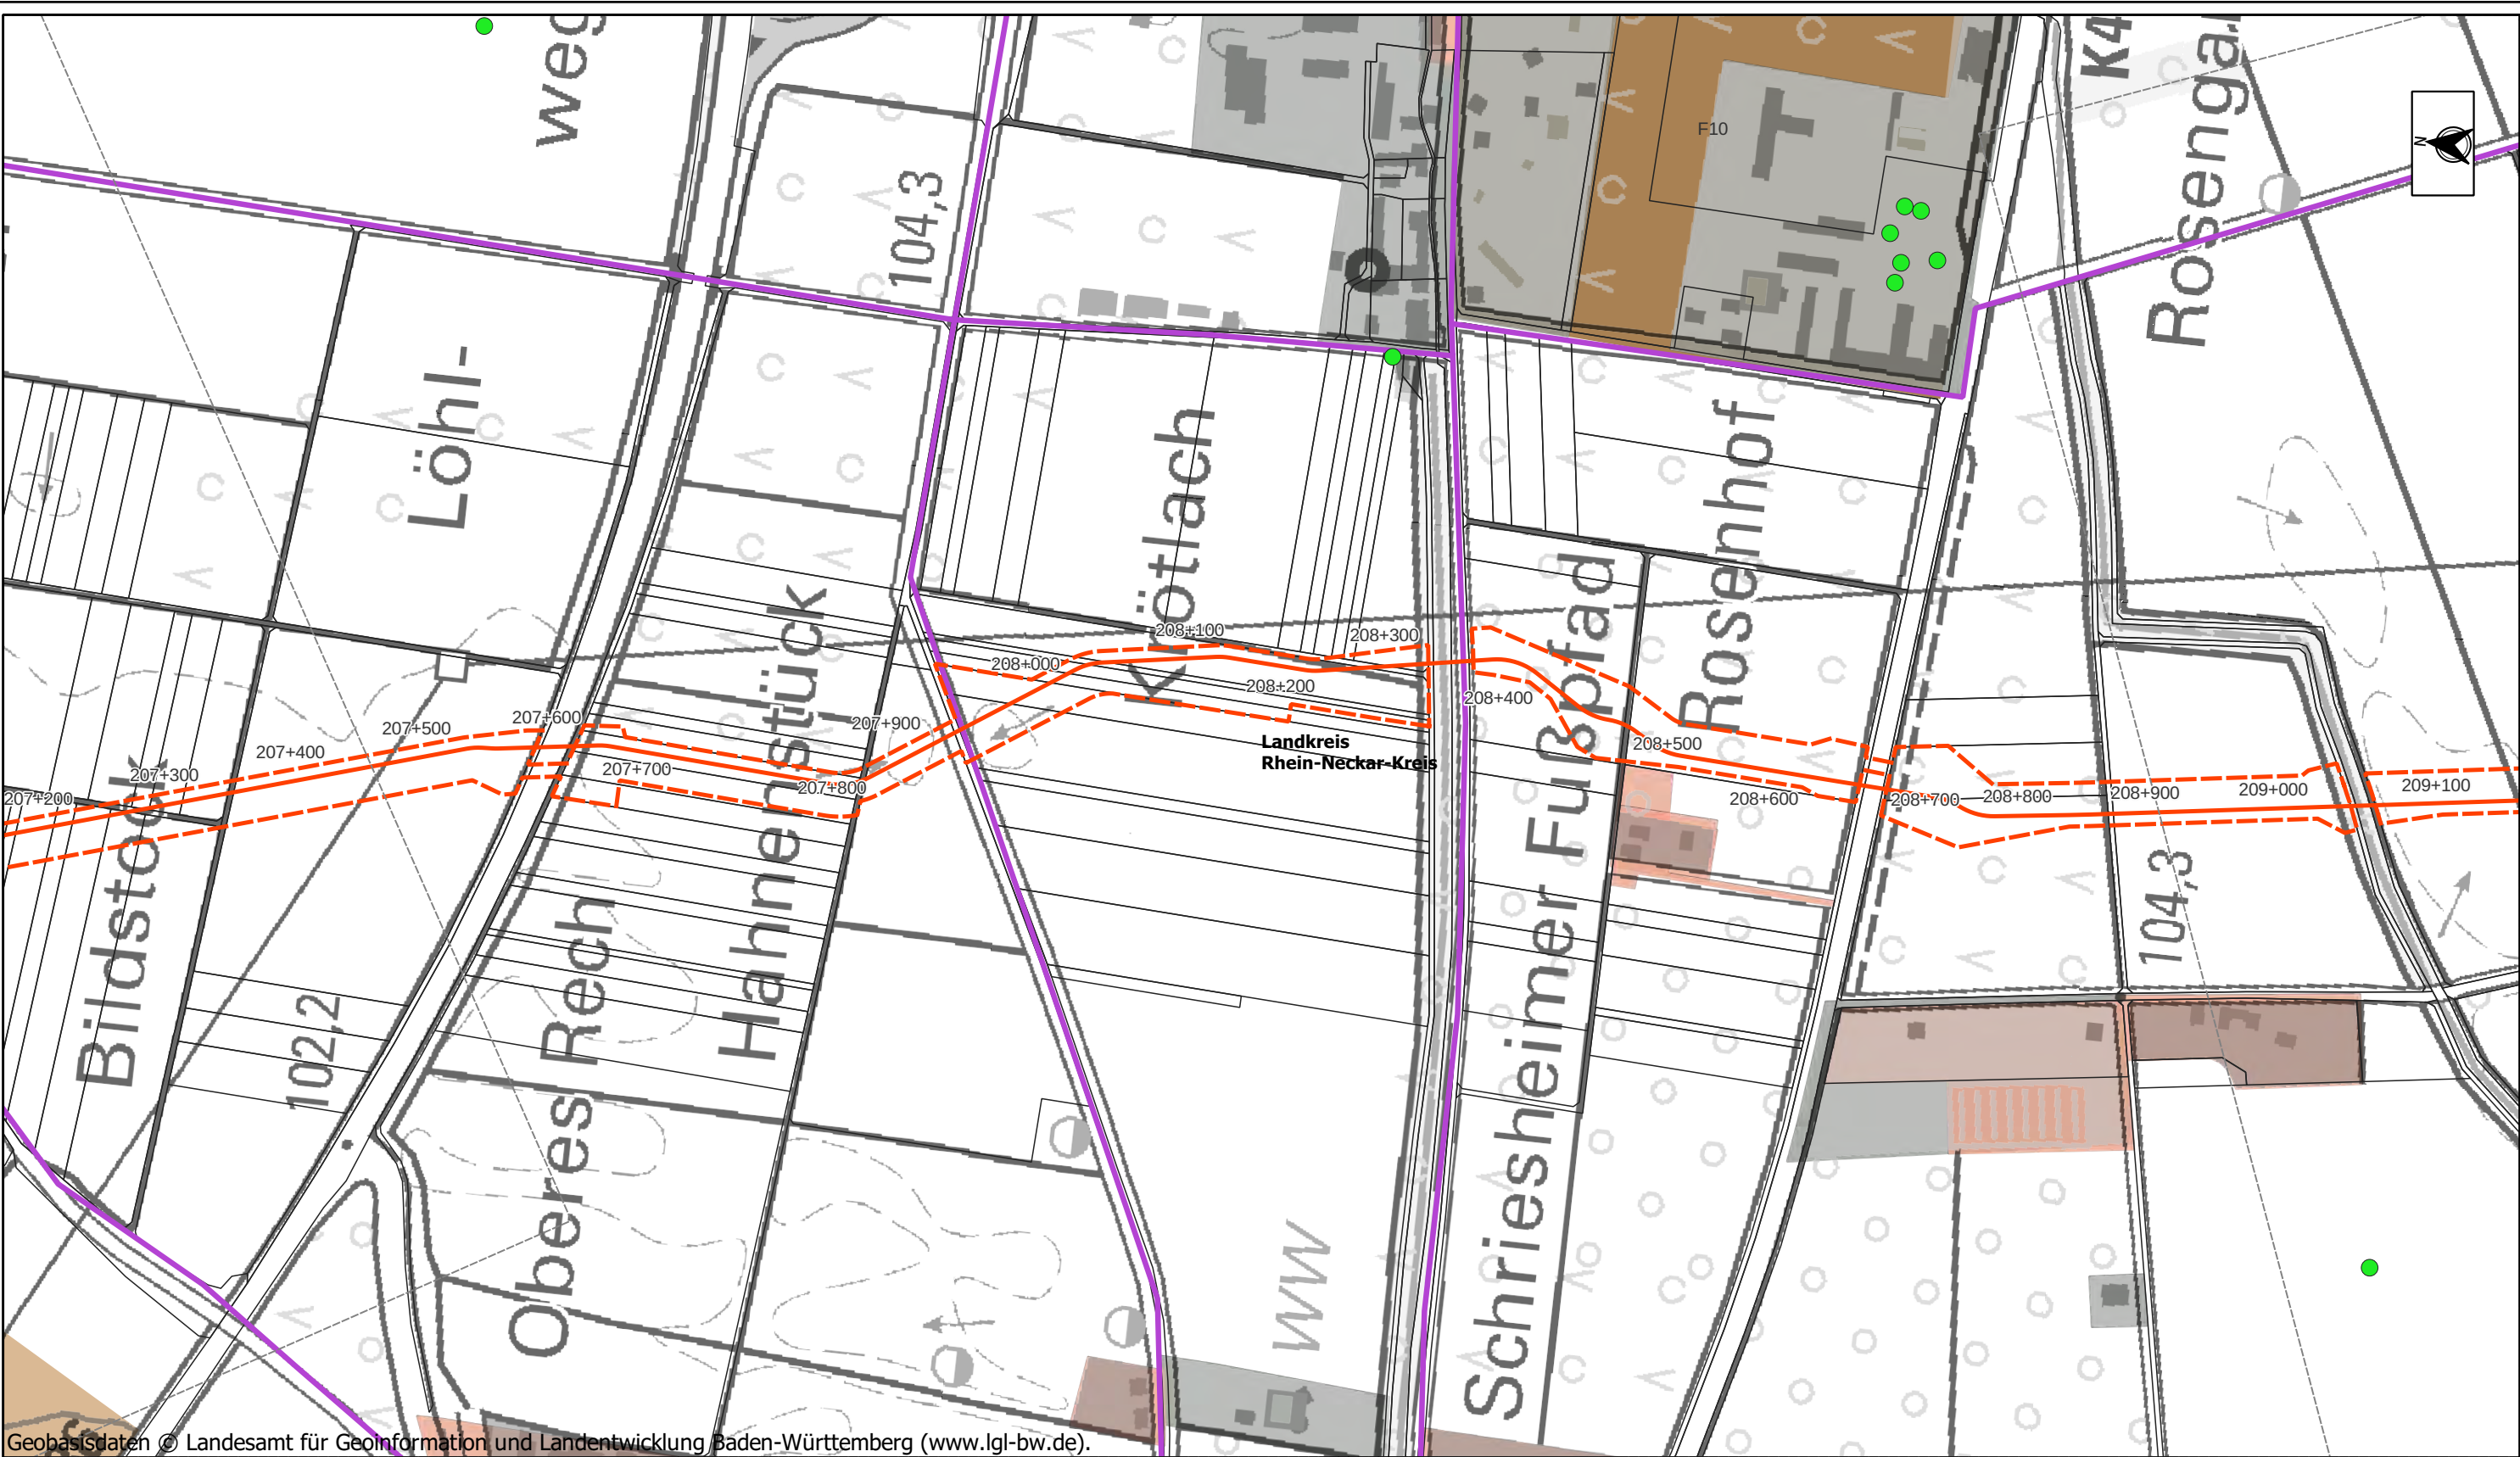 weg
K4
F10
Rosenga
N
104,3
Löhl-
Krötlach
Rosenhof
208+100
208+300
208+000
208+200
208+400
207+600
207+500
207+900
207+400
208+500
Landkreis
Rhein-Neckar-Kreis
207+300
207+700
207+800
207+200
208+600
208+700
208+800
208+900
209+000
209+100
Bildstock
Hahnenstück
Schriesheimer Fußpfad
104,3
102,2
Oberes Rech
WW
Geobasisdaten © Landesamt für Geoinformation und Landentwicklung Baden-Württemberg (www.lgl-bw.de).